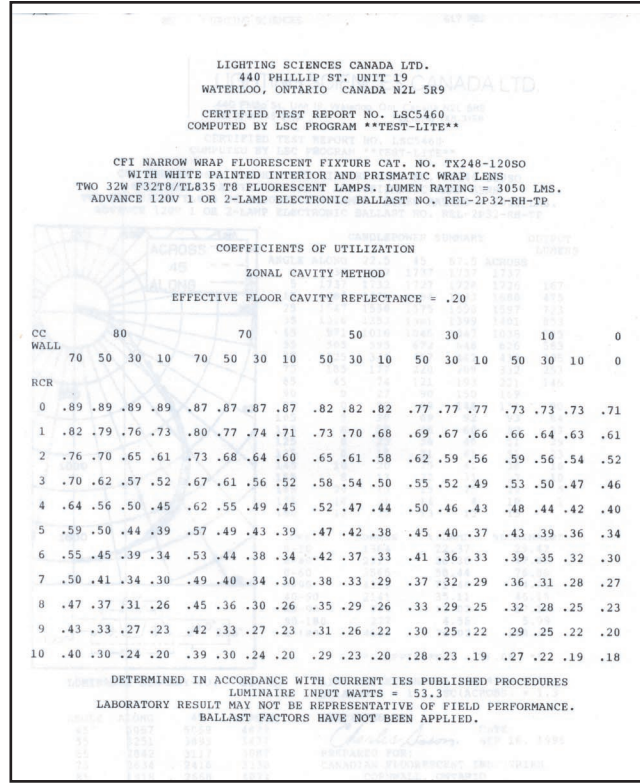 LIGHTING SCIENCES CANADA LTD.
440 PHILLIP ST. UNIT 19
WATERLOO, ONTARIO CANADA N2L 5R9
CERTIFIED TEST REPORT NO. LSC5460
COMPUTED BY LSC PROGRAM **TEST-LITE**
CFI NARROW WRAP FLUORESCENT FIXTURE CAT. NO. TX248-120SO
WITH WHITE PAINTED INTERIOR AND PRISMATIC WRAP LENS
TWO 32W F32T8/TL835 T8 FLUORESCENT LAMPS. LUMEN RATING = 3050 LMS.
ADVANCE 120V 1 OR 2-LAMP ELECTRONIC BALLAST NO. REL-2P32-RH-TP
COEFFICIENTS OF UTILIZATION
ZONAL CAVITY METHOD
EFFECTIVE FLOOR CAVITY REFLECTANCE = .20
CC 80 70 50 30 10 0
WALL
70 50 30 10 70 50 30 10 50 30 10 50 30 10 50 30 10 0
RCR
0 .89 .89 .89 .89 .87 .87 .87 .87 .82 .82 .82 .77 .77 .77 .73 .73 .73 .71
1 .82 .79 .76 .73 .80 .77 .74 .71 .73 .70 .68 .69 .67 .66 .66 .64 .63 .61
2 .76 .70 .65 .61 .73 .68 .64 .60 .65 .61 .58 .62 .59 .56 .59 .56 .54 .52
3 .70 .62 .57 .52 .67 .61 .56 .52 .58 .54 .50 .55 .52 .49 .53 .50 .47 .46
4 .64 .56 .50 .45 .62 .55 .49 .45 .52 .47 .44 .50 .46 .43 .48 .44 .42 .40
5 .59 .50 .44 .39 .57 .49 .43 .39 .47 .42 .38 .45 .40 .37 .43 .39 .36 .34
6 .55 .45 .39 .34 .53 .44 .38 .34 .42 .37 .33 .41 .36 .33 .39 .35 .32 .30
7 .50 .41 .34 .30 .49 .40 .34 .30 .38 .33 .29 .37 .32 .29 .36 .31 .28 .27
8 .47 .37 .31 .26 .45 .36 .30 .26 .35 .29 .26 .33 .29 .25 .32 .28 .25 .23
9 .43 .33 .27 .23 .42 .33 .27 .23 .31 .26 .22 .30 .25 .22 .29 .25 .22 .20
10 .40 .30 .24 .20 .39 .30 .24 .20 .29 .23 .20 .28 .23 .19 .27 .22 .19 .18
DETERMINED IN ACCORDANCE WITH CURRENT IES PUBLISHED PROCEDURES
LUMINAIRE INPUT WATTS = 53.3
LABORATORY RESULT MAY NOT BE REPRESENTATIVE OF FIELD PERFORMANCE.
BALLAST FACTORS HAVE NOT BEEN APPLIED.